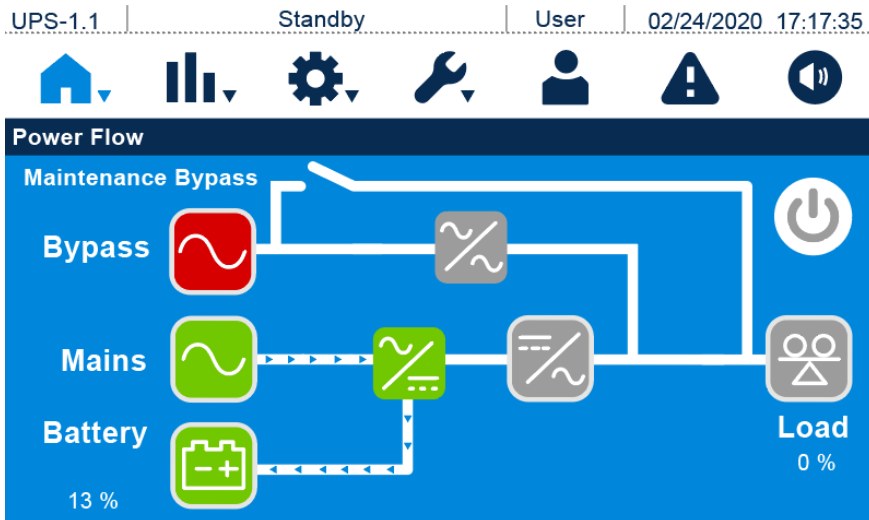 UPS-1.1 Standby User 02/24/2020 17:17:35
Power Flow
Maintenance Bypass
Bypass
Mains
Battery
13 %
Load
0 %